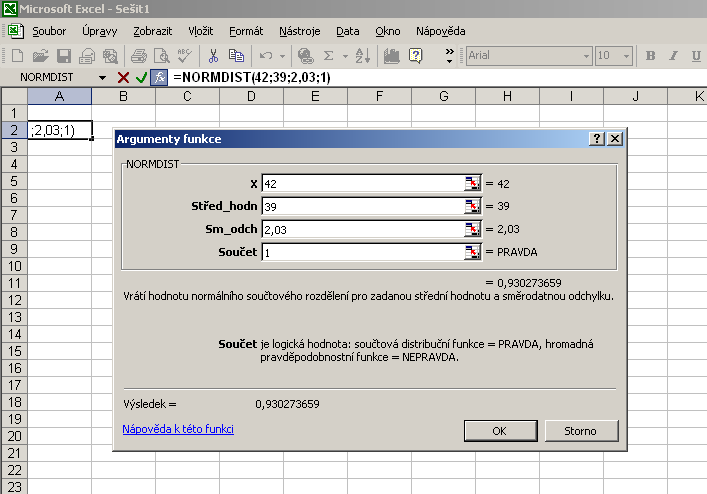 Microsoft Excel - Sešit1
Soubor Úpravy Zobrazit Vložit Formát Nástroje Data Okno Nápověda
Arial 10 B I U
NORMDIST =NORMDIST(42;39;2,03;1)
A B C D E F G H I J K
1
2 ;2,03;1)
3
4
5
6
7
8
9
10
11
12
13
14
15
16
17
18
19
20
21
22
23
Argumenty funkce
NORMDIST
X 42 = 42
Střed_hodn 39 = 39
Sm_odch 2,03 = 2,03
Součet 1 = PRAVDA
= 0,930273659
Vrátí hodnotu normálního součtového rozdělení pro zadanou střední hodnotu a směrodatnou odchylku.
Součet je logická hodnota: součtová distribuční funkce = PRAVDA, hromadná
pravděpodobnostní funkce = NEPRAVDA.
Výsledek = 0,930273659
Nápověda k této funkci
OK Storno